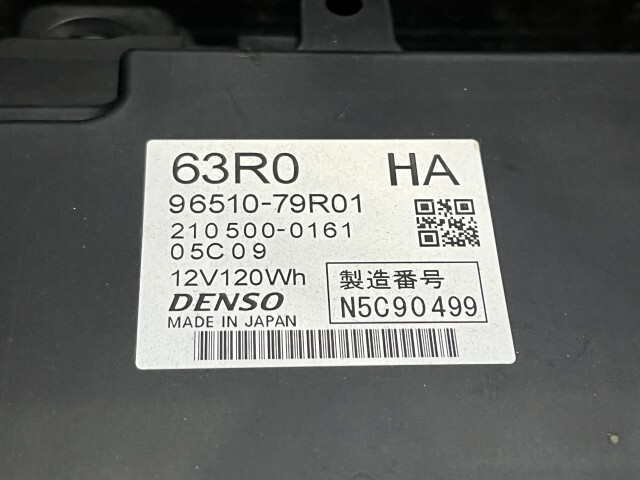 63R0 HA
96510-79R01
210500-0161
05C09
12V120Wh
製造番号
DENSO
N5C90499
MADE IN JAPAN